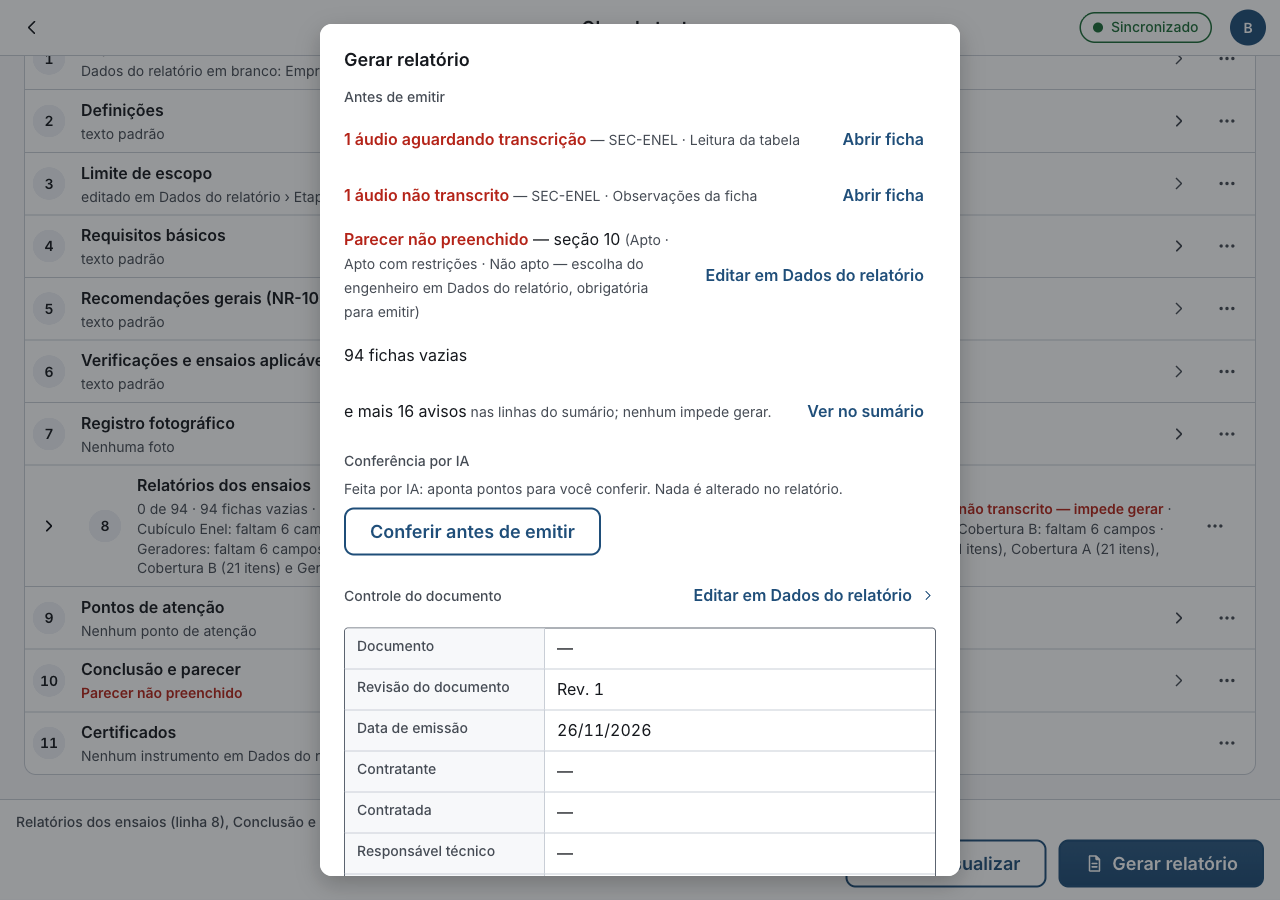 Sincronizado
B
Gerar relatório
Antes de emitir
1 áudio aguardando transcrição — SEC-ENEL · Leitura da tabela
Abrir ficha
1 áudio não transcrito — SEC-ENEL · Observações da ficha
Abrir ficha
Parecer não preenchido — seção 10 (Apto ·
Apto com restrições · Não apto — escolha do
engenheiro em Dados do relatório, obrigatória
para emitir)
Editar em Dados do relatório
94 fichas vazias
e mais 16 avisos nas linhas do sumário; nenhum impede gerar.
Ver no sumário
Conferência por IA
Feita por IA: aponta pontos para você conferir. Nada é alterado no relatório.
Conferir antes de emitir
Controle do documento
Editar em Dados do relatório
Documento —
Revisão do documento Rev. 1
Data de emissão 26/11/2026
Contratante —
Contratada —
Responsável técnico —
1
Dados do relatório em branco:
2
Definições
texto padrão
3
Limite de escopo
editado em Dados do relatório ›
4
Requisitos básicos
texto padrão
5
Recomendações gerais (NR-10
texto padrão
6
Verificações e ensaios
texto padrão
7
Registro fotográfico
Nenhuma foto
8
Relatórios dos ensaios
0 de 94 · 94 fichas vazias ·
não transcrito — impede gerar ·
Cubículo Enel: faltam 6
Cobertura B: faltam 6 campos ·
Geradores: faltam 6 campos
itens), Cobertura A (21 itens),
Cobertura B (21 itens) e
9
Pontos de atenção
Nenhum ponto de atenção
10
Conclusão e parecer
Parecer não preenchido
11
Certificados
Nenhum instrumento em Dados do
Relatórios dos ensaios (linha 8), Conclusão e
Gerar relatório